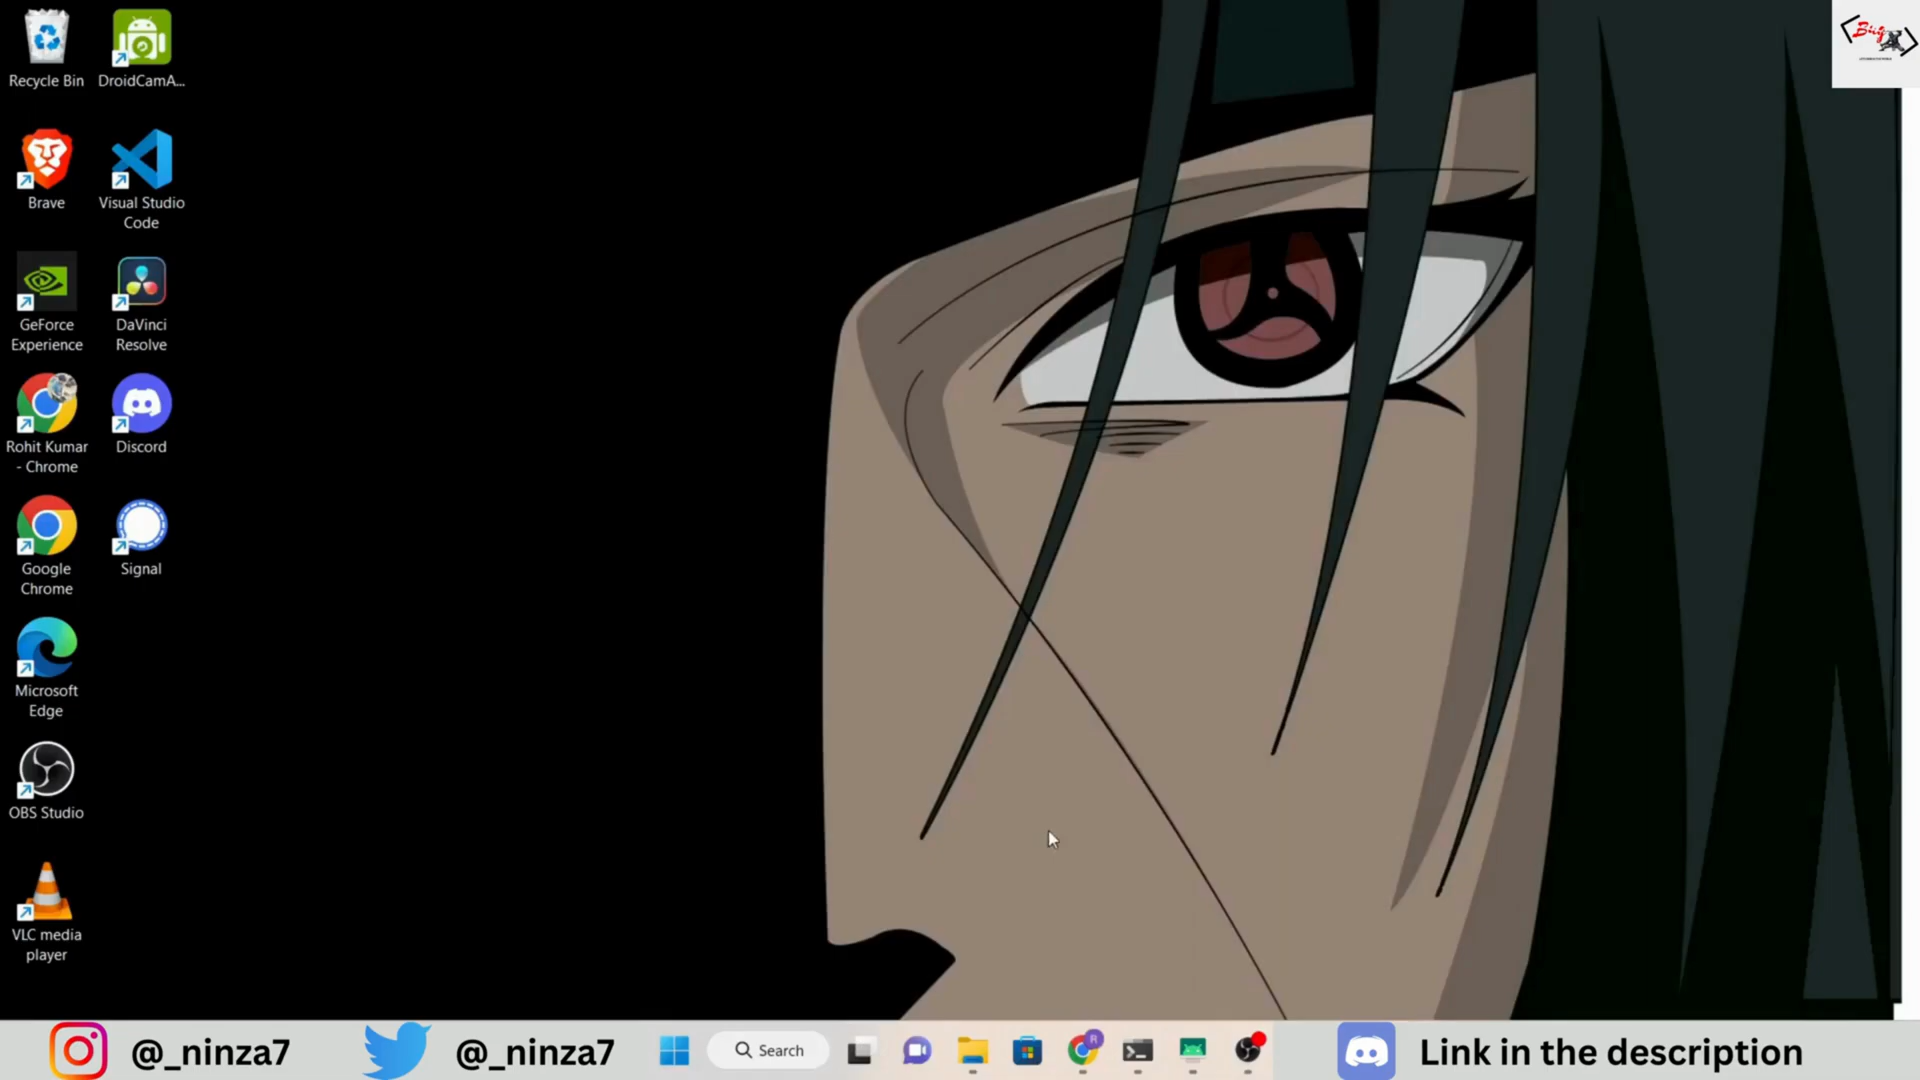 Recycle Bin
DroidCamA...
Brave
Visual Studio
Code
GeForce
Experience
DaVinci
Resolve
Rohit Kumar
- Chrome
Discord
Google
Chrome
Signal
Microsoft
Edge
OBS Studio
VLC media
player
Bug
@_ninza7
@_ninza7
Search
R
Link in the description